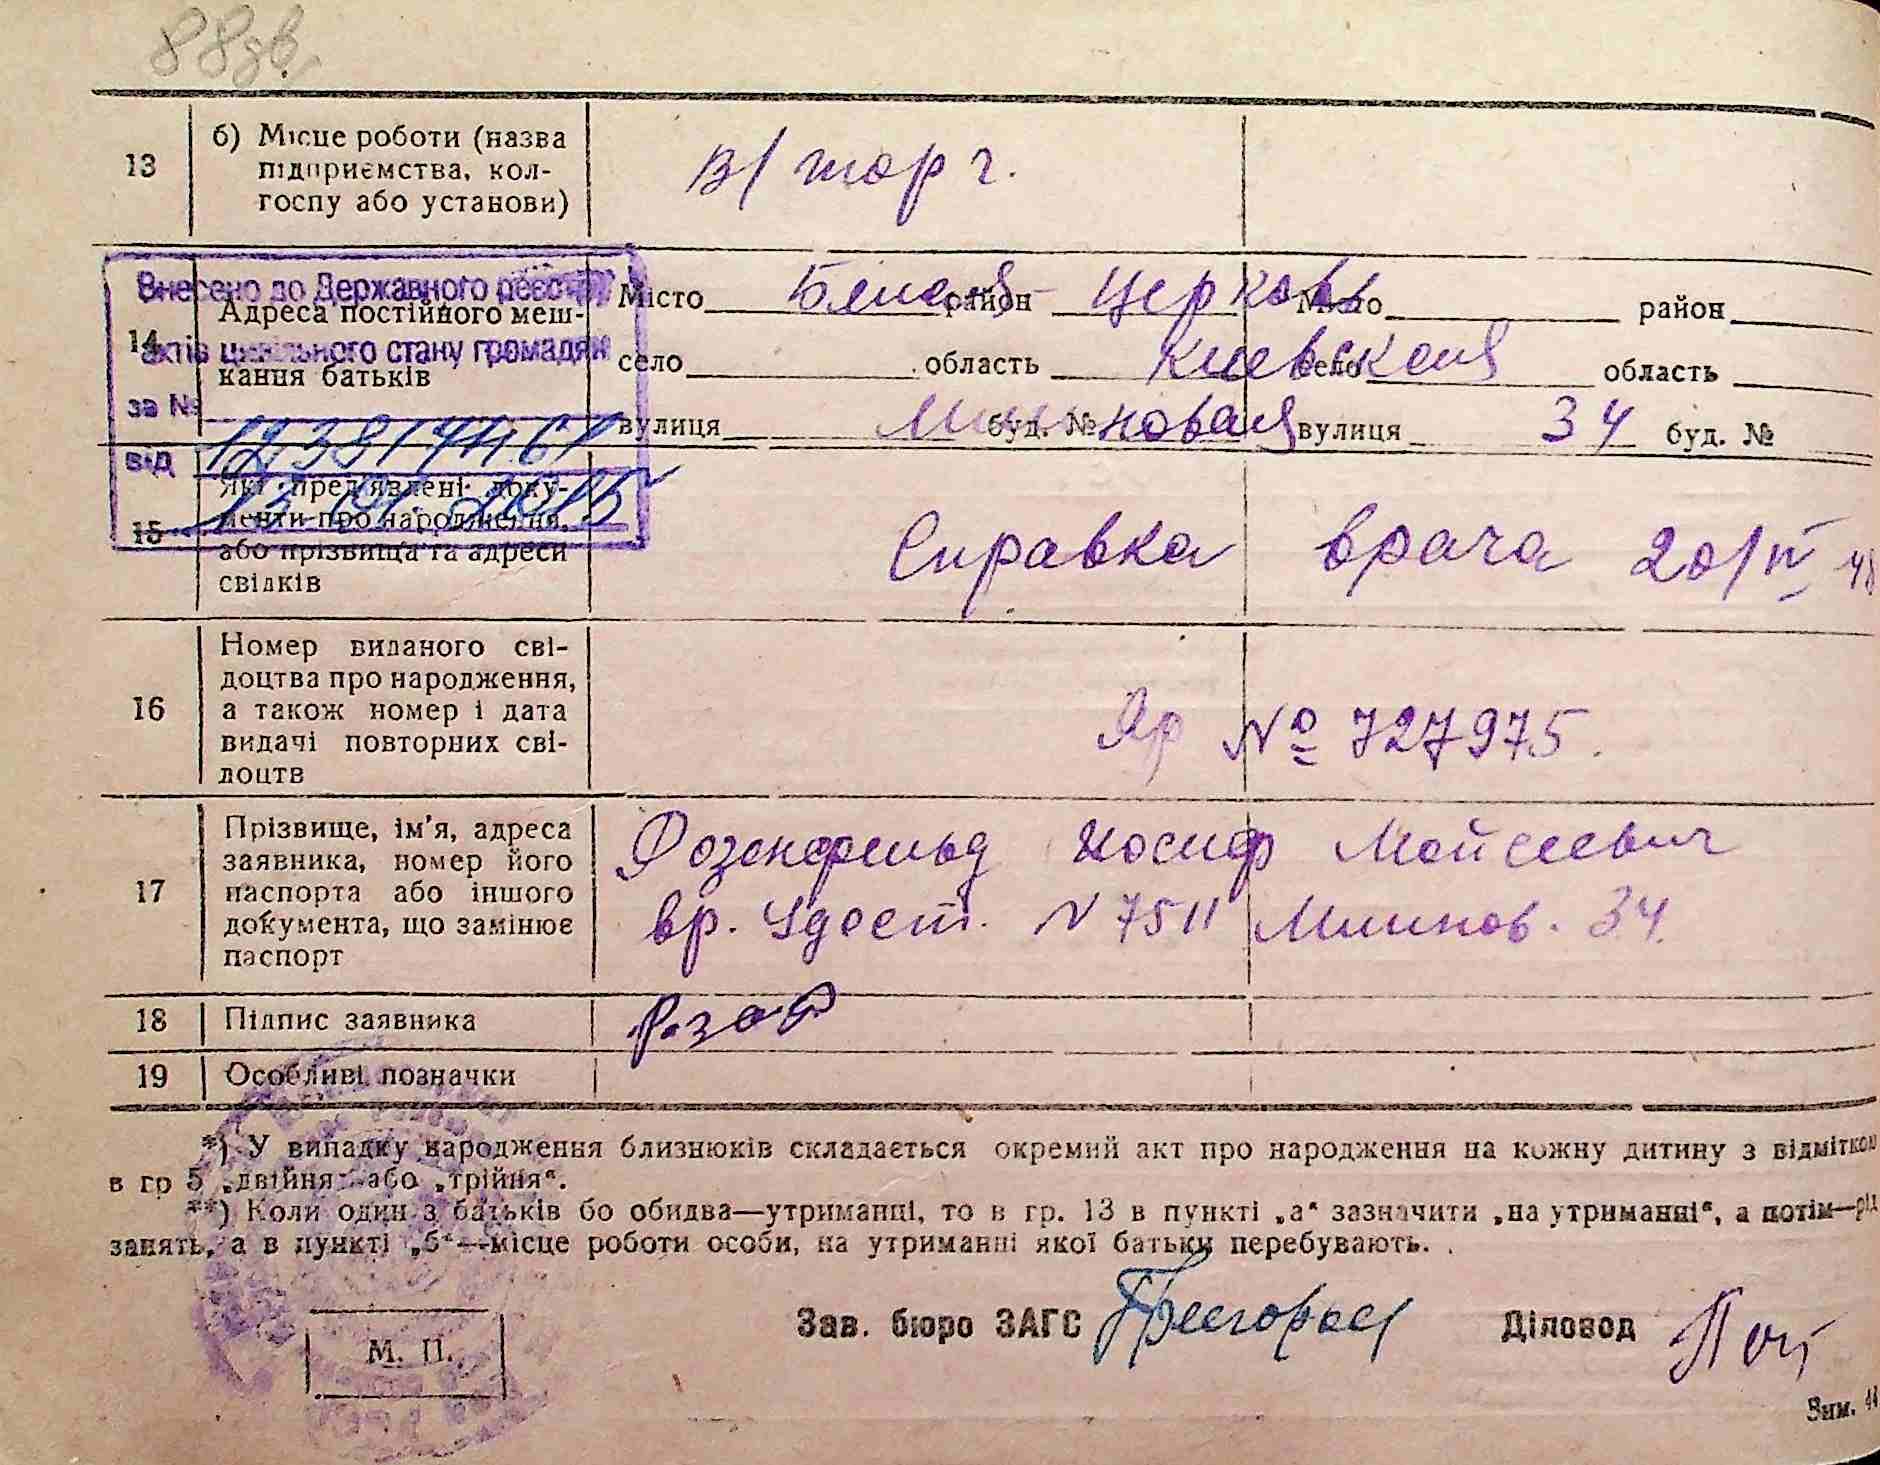 88зв.
13
б) Місце роботи (назва
підприємства, кол-
госпу або установи)
в/торг.
Внесено до Державного реєстру
актів цивільного стану громадян
за №
від
14
Адреса постійного меш-
кання батьків
Місто Белая район Церковь Місто район
село область Киевская село область
вулиця буд. № новая вулиця 34 буд. №
15
Які пред'явлені доку-
менти про народження,
або прізвища та адреси
свідків
Справка врача 20/IV 48
16
Номер виданого сві-
доцтва про народження,
а також номер і дата
видачі повторних сві-
доцтв
Яр № 727975.
17
Прізвище, ім'я, адреса
заявника, номер його
паспорта або іншого
документа, що замінює
паспорт
Розенфельд Иосиф Мойсеевич
вр. Удост. N 7511 34.
18
Підпис заявника
19
Особливі позначки
*) У випадку народження близнюків складається окремий акт про народження на кожну дитину з відміткою
в гр 5 „двійня" або „трійня".
**) Коли один з батьків бо обидва—утриманці, то в гр. 13 в пункті „а" зазначити „на утриманні", а потім—рід
занять, а в пункті „б"—місце роботи особи, на утриманні якої батьки перебувають.
Зав. бюро ЗАГС Діловод
М. П.
Зим. 44